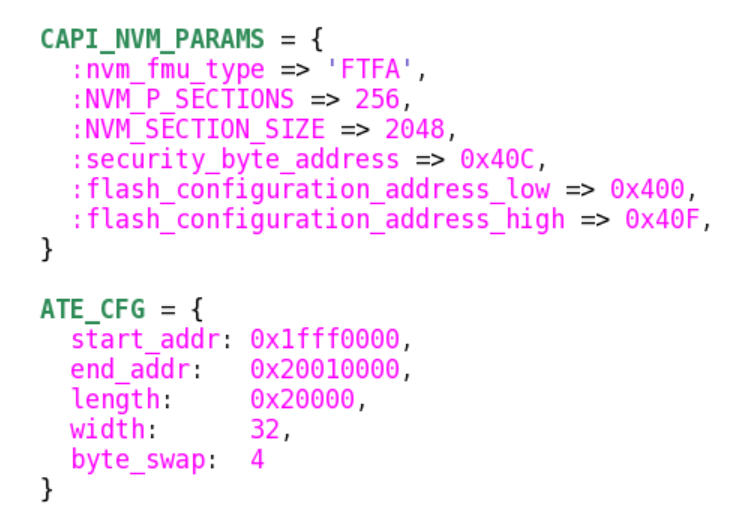 CAPI_NVM_PARAMS = {
  :nvm_fmu_type => 'FTFA',
  :NVM_P_SECTIONS => 256,
  :NVM_SECTION_SIZE => 2048,
  :security_byte_address => 0x40C,
  :flash_configuration_address_low => 0x400,
  :flash_configuration_address_high => 0x40F,
}

ATE_CFG = {
  start_addr: 0x1fff0000,
  end_addr:   0x20010000,
  length:     0x20000,
  width:      32,
  byte_swap:  4
}